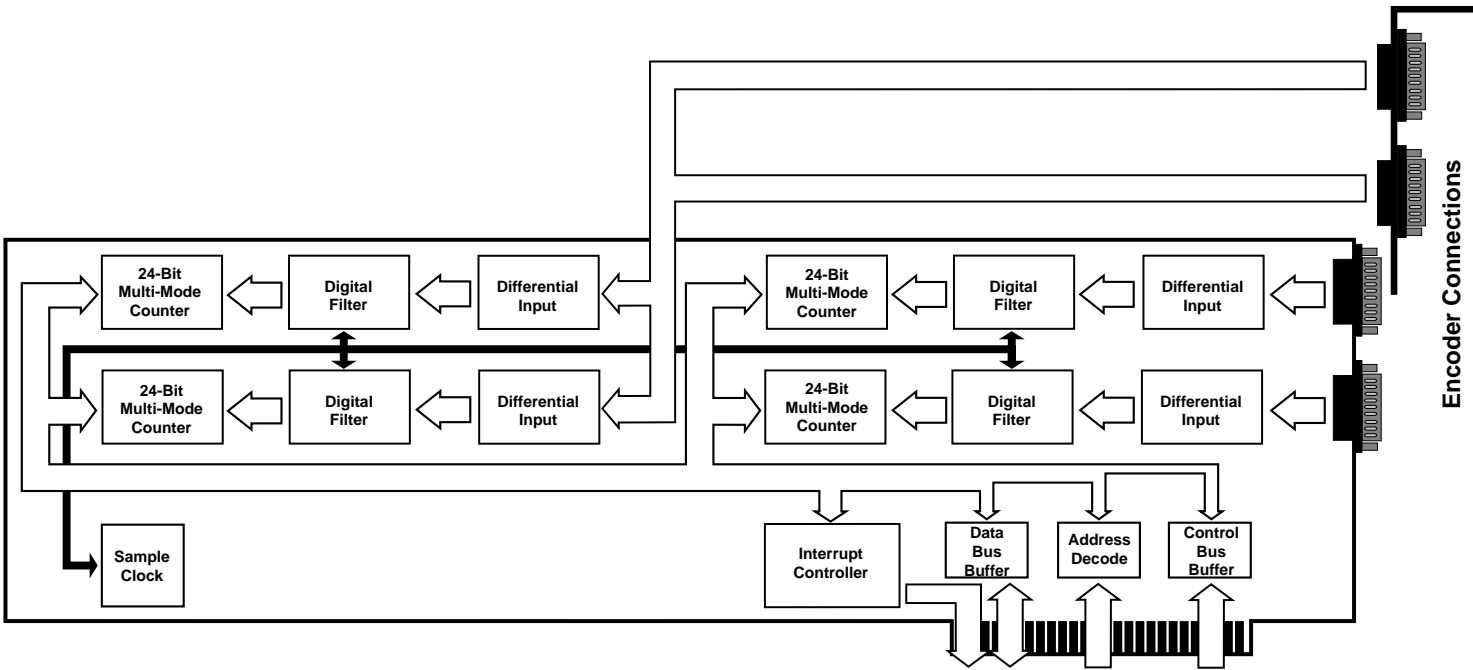 24-Bit
Multi-Mode
Counter
Digital
Filter
Differential
Input
24-Bit
Multi-Mode
Counter
Digital
Filter
Differential
Input
24-Bit
Multi-Mode
Counter
Digital
Filter
Differential
Input
24-Bit
Multi-Mode
Counter
Digital
Filter
Differential
Input
Encoder Connections
Sample
Clock
Interrupt
Controller
Data
Bus
Buffer
Address
Decode
Control
Bus
Buffer